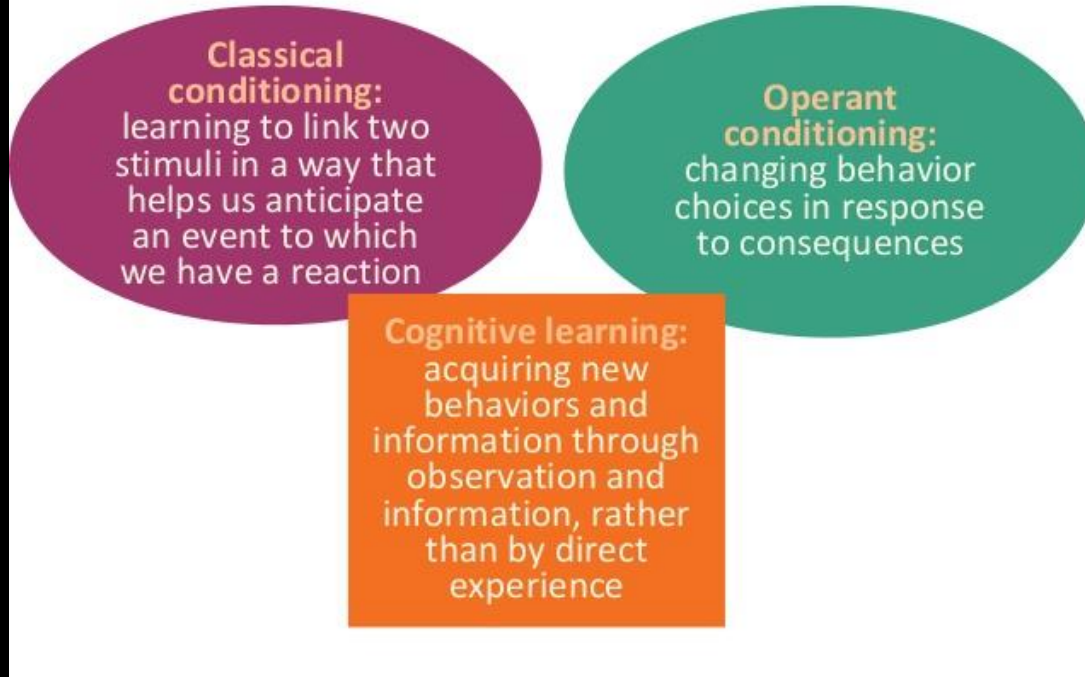 Classical
conditioning:
learning to link two
stimuli in a way that
helps us anticipate
an event to which
we have a reaction
Operant
conditioning:
changing behavior
choices in response
to consequences
Cognitive learning:
acquiring new
behaviors and
information through
observation and
information, rather
than by direct
experience